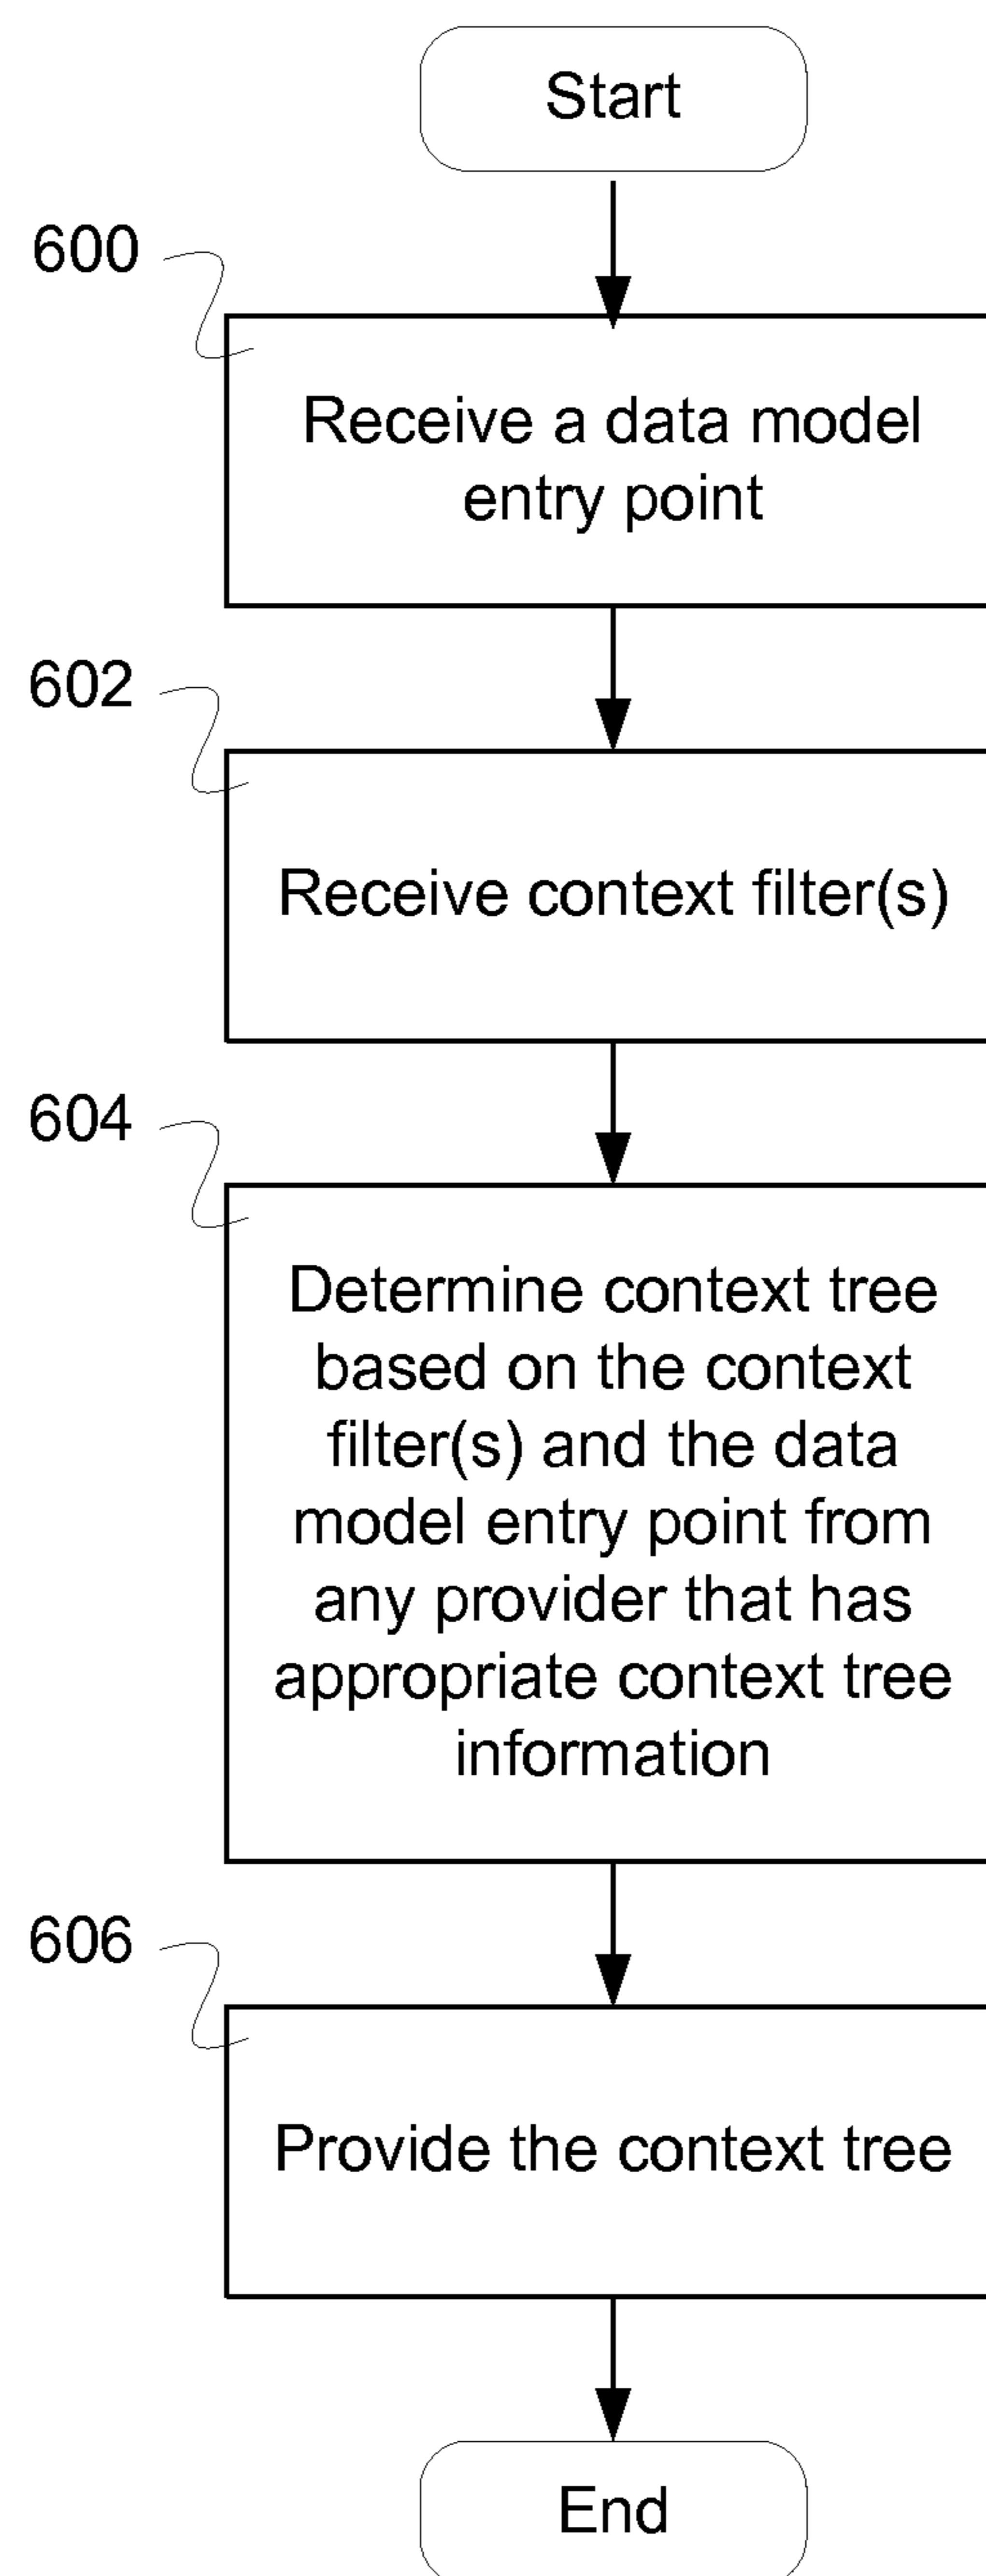 Start
600
Receive a data model
entry point
602
Receive context filter(s)
604
Determine context tree
based on the context
filter(s) and the data
model entry point from
any provider that has
appropriate context tree
information
606
Provide the context tree
End